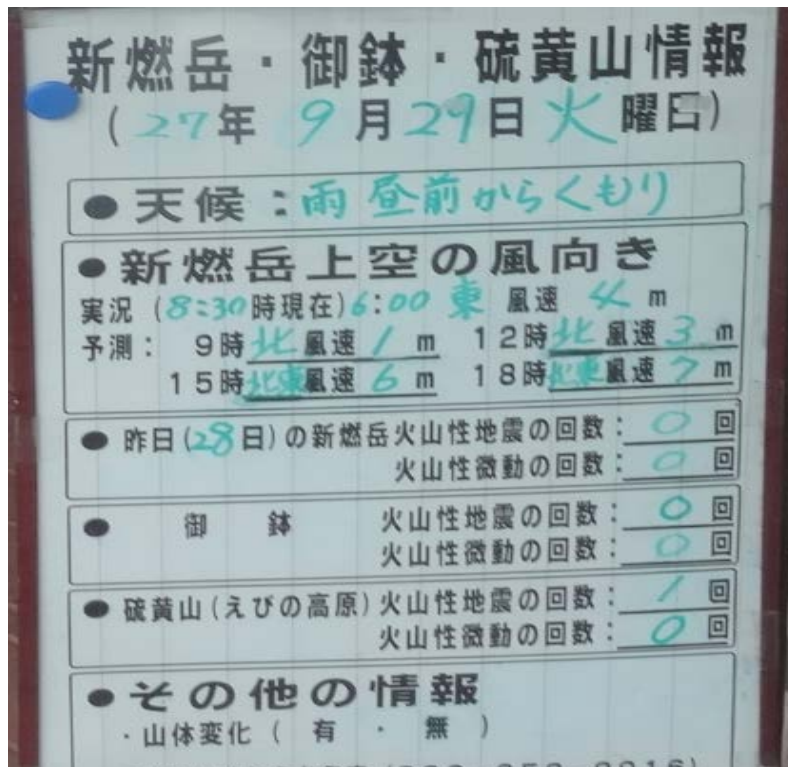 新燃岳・御鉢・硫黄山情報
(27年 9月29日 火曜日)
●天候：雨 昼前からくもり
●新燃岳上空の風向き
実況(8:30時現在)6:00 東 風速 4 m
予測： 9時 北 風速 1 m 12時 北 風速 3 m
15時 北東 風速 6 m 18時 北東 風速 7 m
●昨日(28日)の新燃岳火山性地震の回数：0回
火山性微動の回数：0回
● 御 鉢 火山性地震の回数：0回
火山性微動の回数：0回
●硫黄山(えびの高原)火山性地震の回数：1回
火山性微動の回数：0回
●その他の情報
・山体変化( 有 ・ 無 )